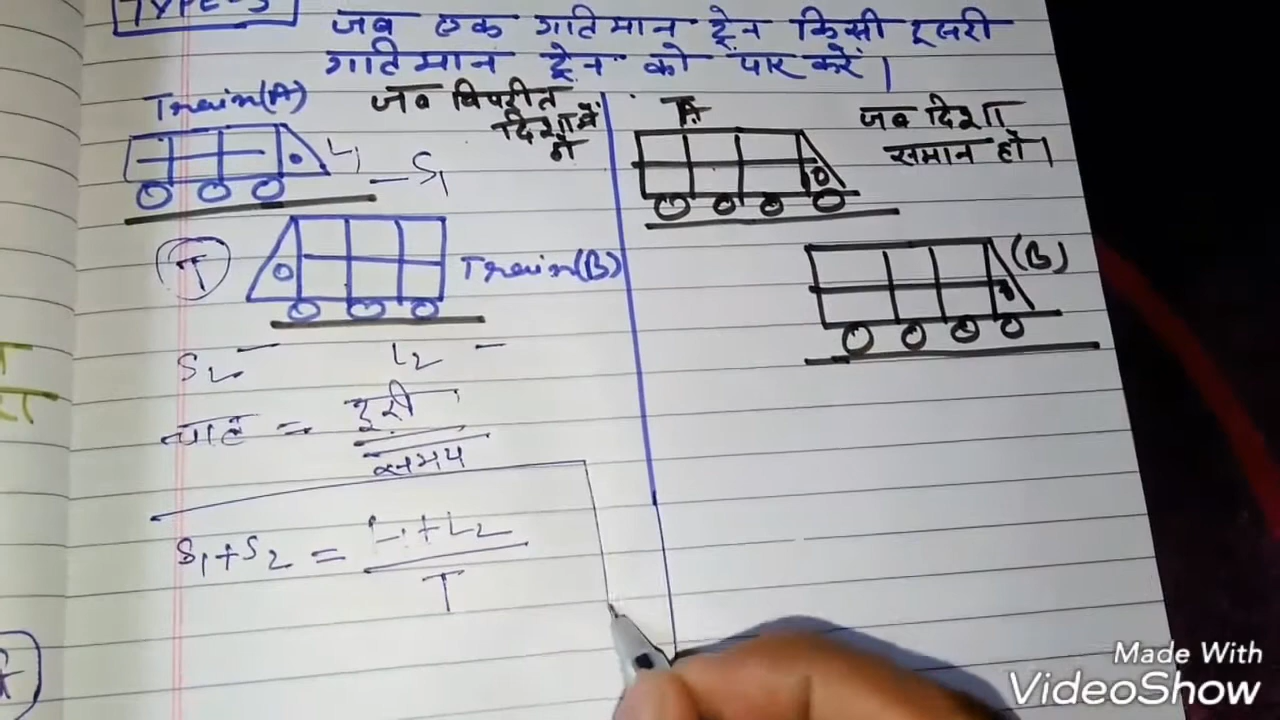 TYPE-3
जब एक गतिमान ट्रेन किसी दूसरी
गतिमान ट्रेन को पार करें।
Train(A)
जब विपरीत
दिशा में
हो
L1
S1
T
Train(B)
S2
L2
चाल = दूरी
समय
S1+S2 = L1+L2
T
A
जब दिशा
समान हो।
(B)
Made With
VideoShow